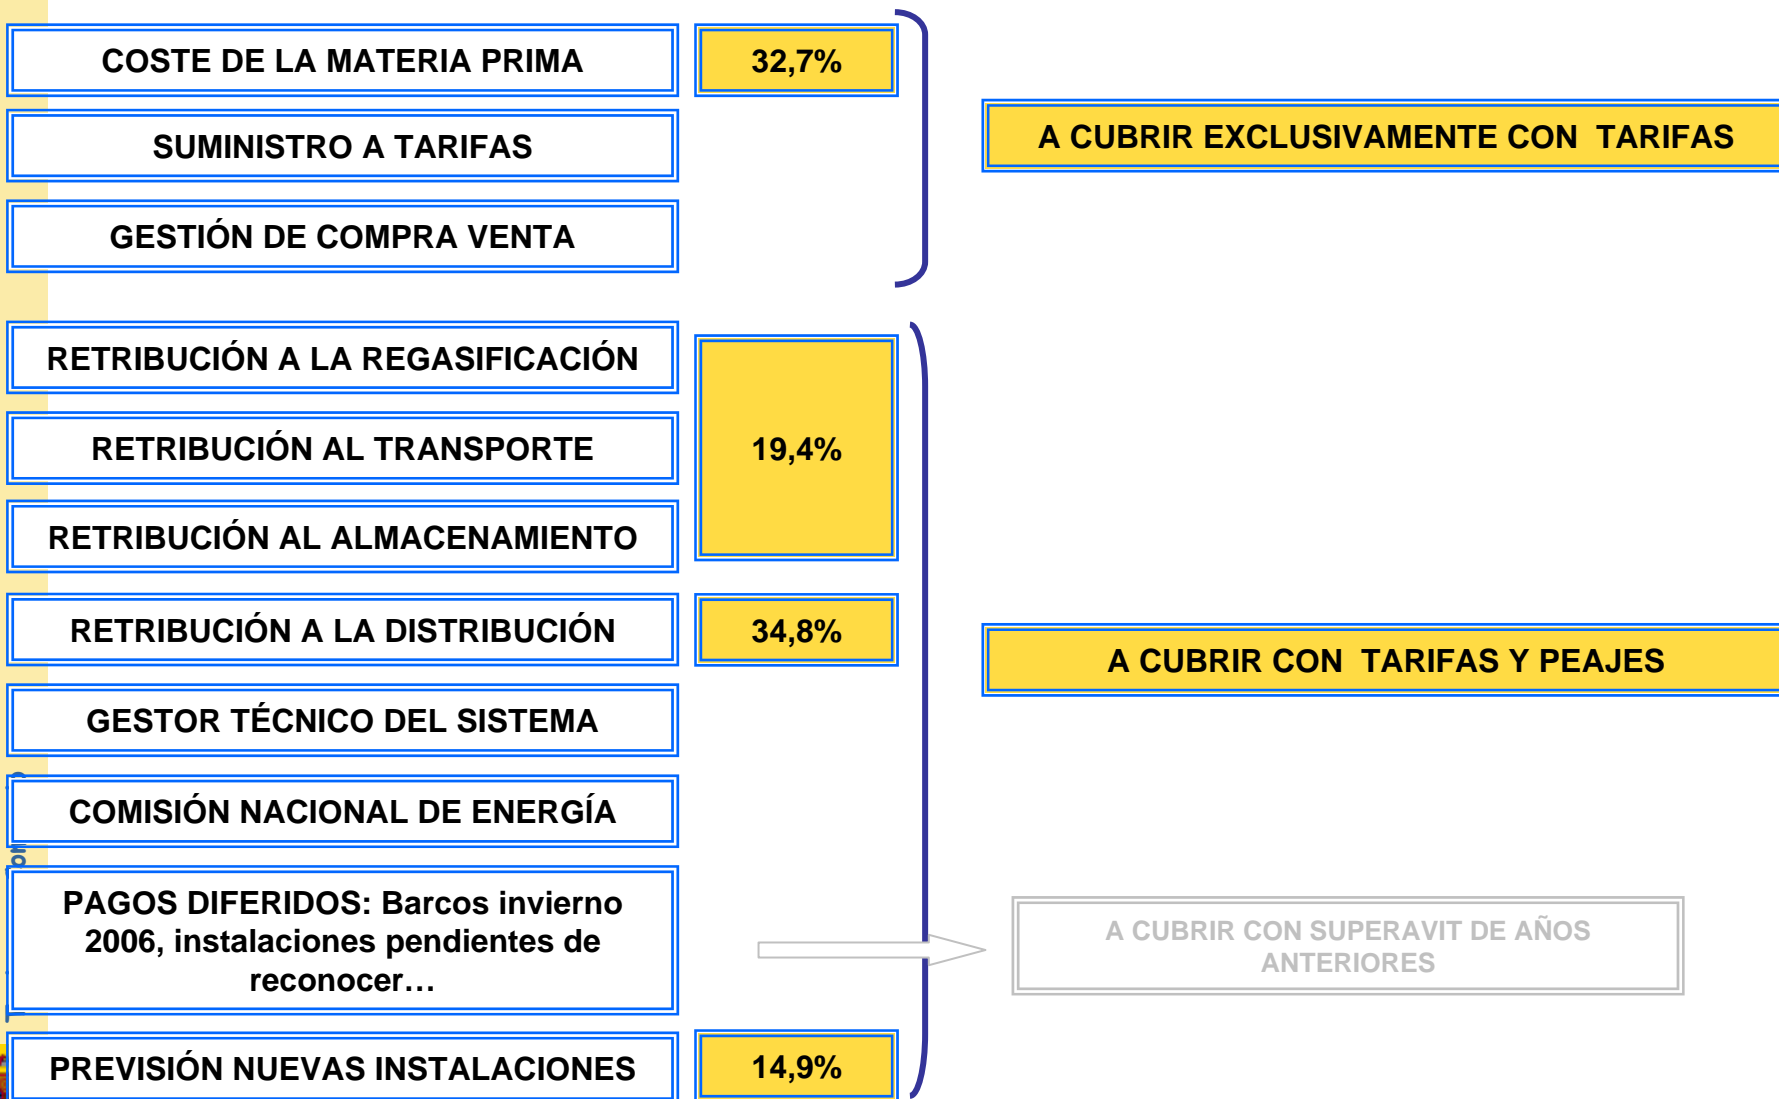 COSTE DE LA MATERIA PRIMA
32,7%
SUMINISTRO A TARIFAS
A CUBRIR EXCLUSIVAMENTE CON TARIFAS
GESTIÓN DE COMPRA VENTA
RETRIBUCIÓN A LA REGASIFICACIÓN
RETRIBUCIÓN AL TRANSPORTE
19,4%
RETRIBUCIÓN AL ALMACENAMIENTO
RETRIBUCIÓN A LA DISTRIBUCIÓN
34,8%
A CUBRIR CON TARIFAS Y PEAJES
GESTOR TÉCNICO DEL SISTEMA
COMISIÓN NACIONAL DE ENERGÍA
PAGOS DIFERIDOS: Barcos invierno
2006, instalaciones pendientes de
reconocer…
A CUBRIR CON SUPERAVIT DE AÑOS
ANTERIORES
PREVISIÓN NUEVAS INSTALACIONES
14,9%